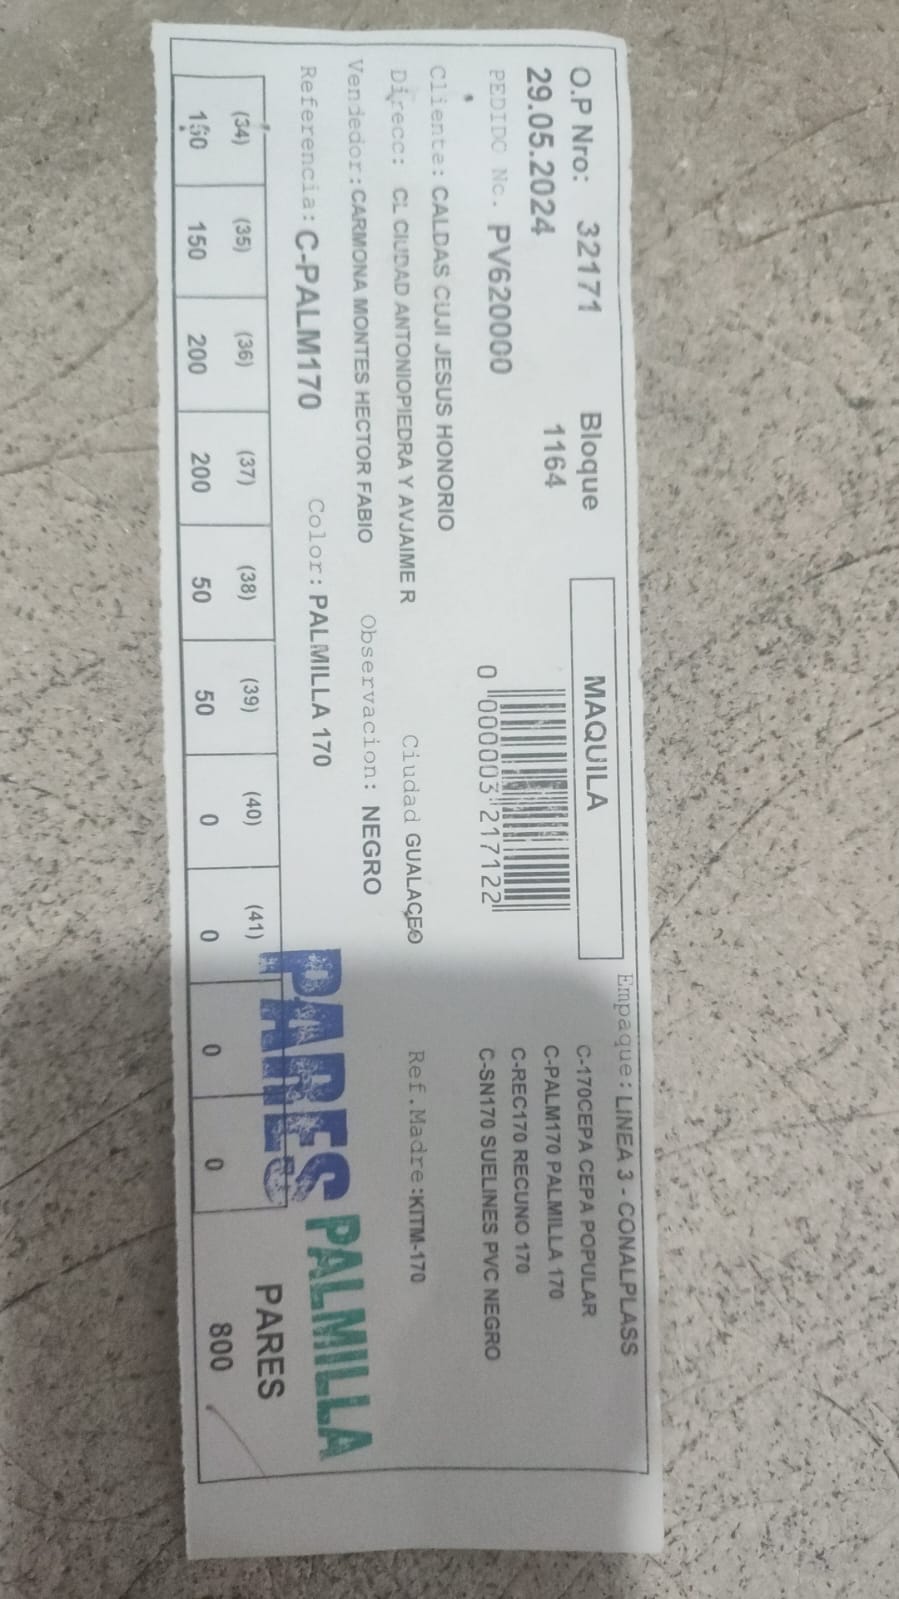 O.P Nro: 32171 Bloque MAQUILA Empaque: LINEA 3 - CONALPLASS
29.05.2024 1164 C-170CEPA CEPA POPULAR
C-PALM170 PALMILLA 170
PEDIDO No. PV620000 0 000003 217122 C-REC170 RECUNO 170
C-SN170 SUELINES PVC NEGRO
Cliente: CALDAS CUJI JESUS HONORIO
Direcc: CL CIUDAD ANTONIOPIEDRA Y AVJAIME R Ciudad GUALACEO Ref.Madre:KITM-170
Vendedor: CARMONA MONTES HECTOR FABIO Observacion: NEGRO
Referencia: C-PALM170 Color: PALMILLA 170
PARES PALMILLA
(34) (35) (36) (37) (38) (39) (40) (41) PARES
150 150 200 200 50 50 0 0 0 0 800